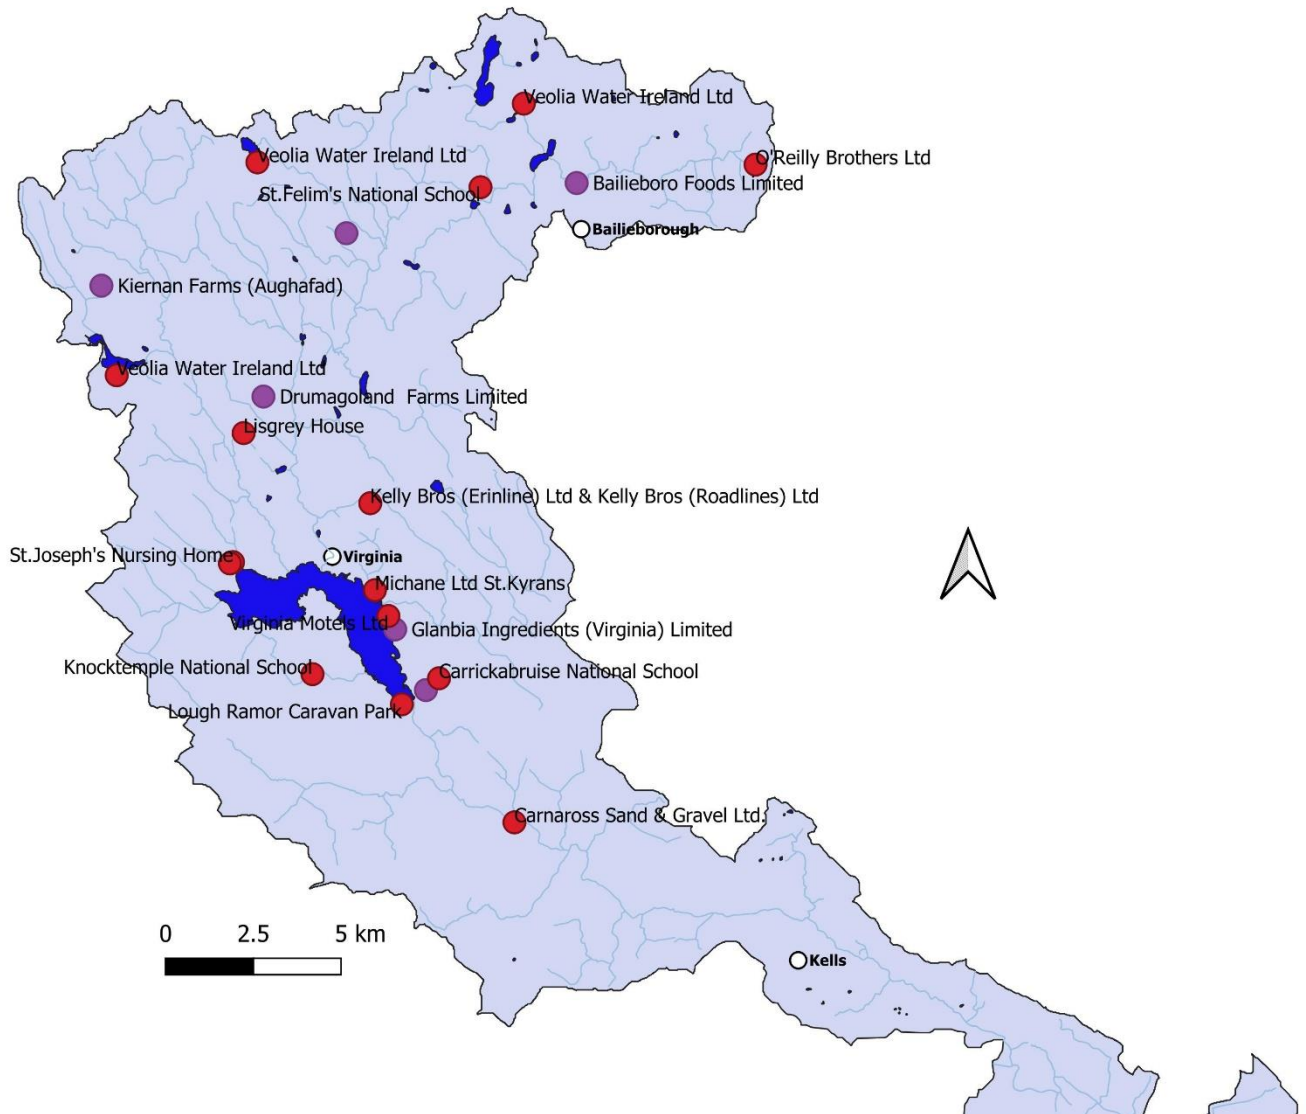 Veolia Water Ireland Ltd
Veolia Water Ireland Ltd
O'Reilly Brothers Ltd
Bailieboro Foods Limited
St.Felim's National School
Bailieborough
Kiernan Farms (Aughafad)
Veolia Water Ireland Ltd
Drumagoland Farms Limited
Lisgrey House
Kelly Bros (Erinline) Ltd & Kelly Bros (Roadlines) Ltd
St.Joseph's Nursing Home
Virginia
Michane Ltd St.Kyrans
Virginia Motels Ltd
Glanbia Ingredients (Virginia) Limited
Knocktemple National School
Carrickabruise National School
Lough Ramor Caravan Park
Carnaross Sand & Gravel Ltd.
0 2.5 5 km
Kells